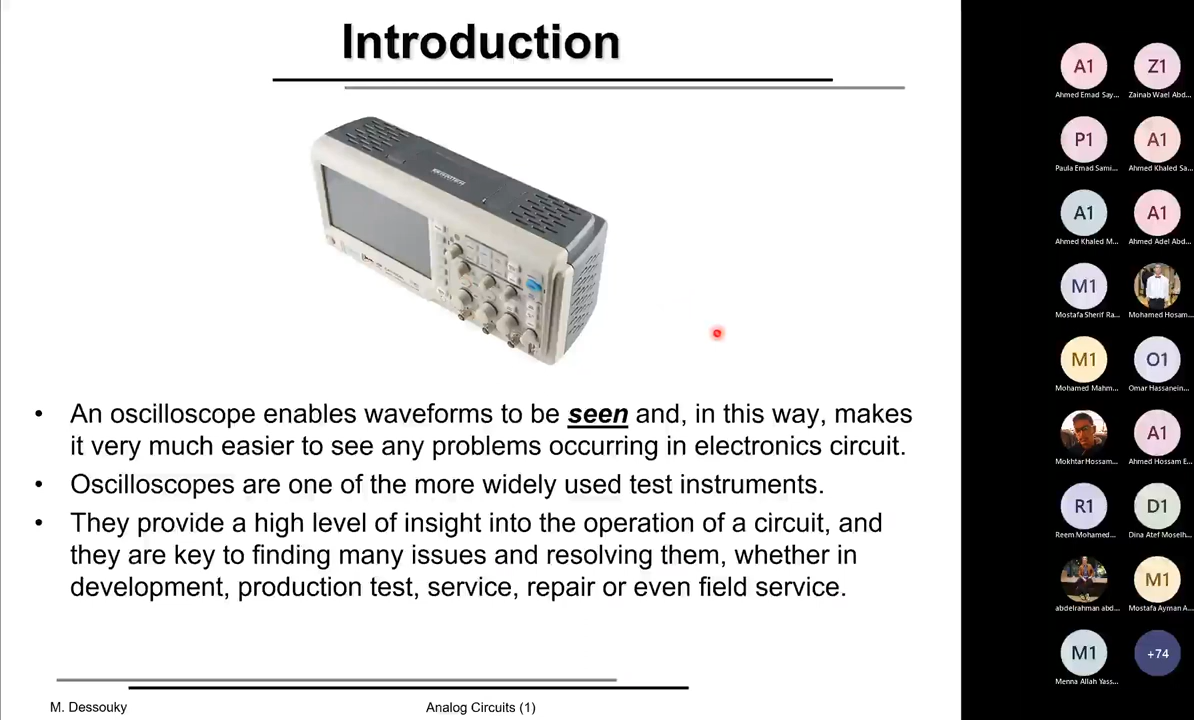 Introduction
• An oscilloscope enables waveforms to be seen and, in this way, makes
it very much easier to see any problems occurring in electronics circuit.
• Oscilloscopes are one of the more widely used test instruments.
• They provide a high level of insight into the operation of a circuit, and
they are key to finding many issues and resolving them, whether in
development, production test, service, repair or even field service.
M. Dessouky
Analog Circuits (1)
A1 Z1
Ahmed Emad Say... Zainab Wael Abd...
P1 A1
Paula Emad Sami... Ahmed Khaled Sa...
A1 A1
Ahmed Khaled M... Ahmed Adel Abd...
M1
Mostafa Sherif Ra... Mohamed Hosam...
M1 O1
Mohamed Mahm... Omar Hassanein...
A1
Mokhtar Hossam... Ahmed Hossam E...
R1 D1
Reem Mohamed... Dina Atef Moselh...
M1
abdelrahman abd... Mostafa Ayman A...
M1 +74
Menna Allah Yass...